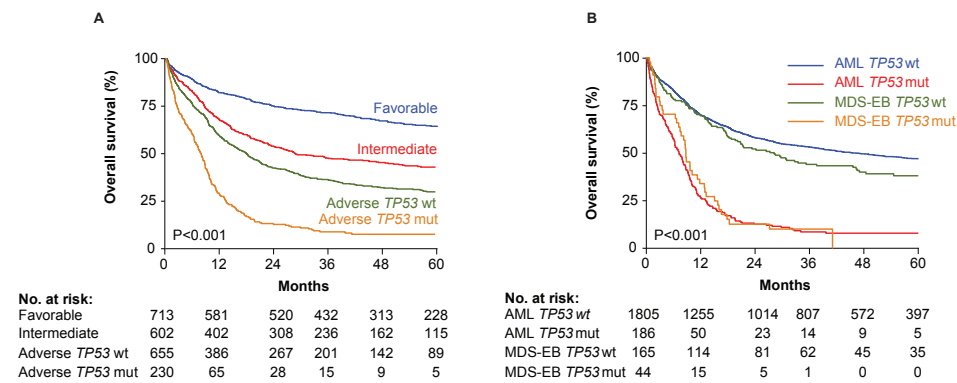 A
Overall survival (%)
100
75
50
25
0
Favorable
Intermediate
Adverse TP53 wt
Adverse TP53 mut
P<0.001
0 12 24 36 48 60
Months
No. at risk:
Favorable 713 581 520 432 313 228
Intermediate 602 402 308 236 162 115
Adverse TP53 wt 655 386 267 201 142 89
Adverse TP53 mut 230 65 28 15 9 5
B
Overall survival (%)
100
75
50
25
0
AML TP53 wt
AML TP53 mut
MDS-EB TP53 wt
MDS-EB TP53 mut
P<0.001
0 12 24 36 48 60
Months
No. at risk:
AML TP53 wt 1805 1255 1014 807 572 397
AML TP53 mut 186 50 23 14 9 5
MDS-EB TP53 wt 165 114 81 62 45 35
MDS-EB TP53 mut 44 15 5 1 0 0